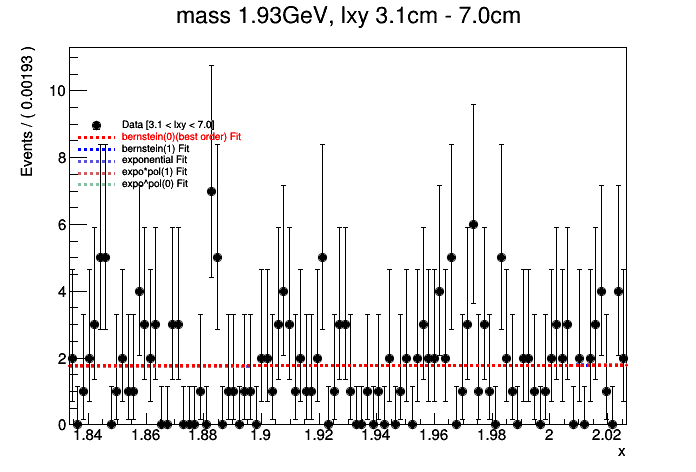 mass 1.93GeV, lxy 3.1cm - 7.0cm
Events / ( 0.00193 )
10
8
6
4
2
0
Data [3.1 < lxy < 7.0]
bernstein(0)(best order) Fit
bernstein(1) Fit
exponential Fit
expo*pol(1) Fit
expo^pol(0) Fit
1.84 1.86 1.88 1.9 1.92 1.94 1.96 1.98 2 2.02
x